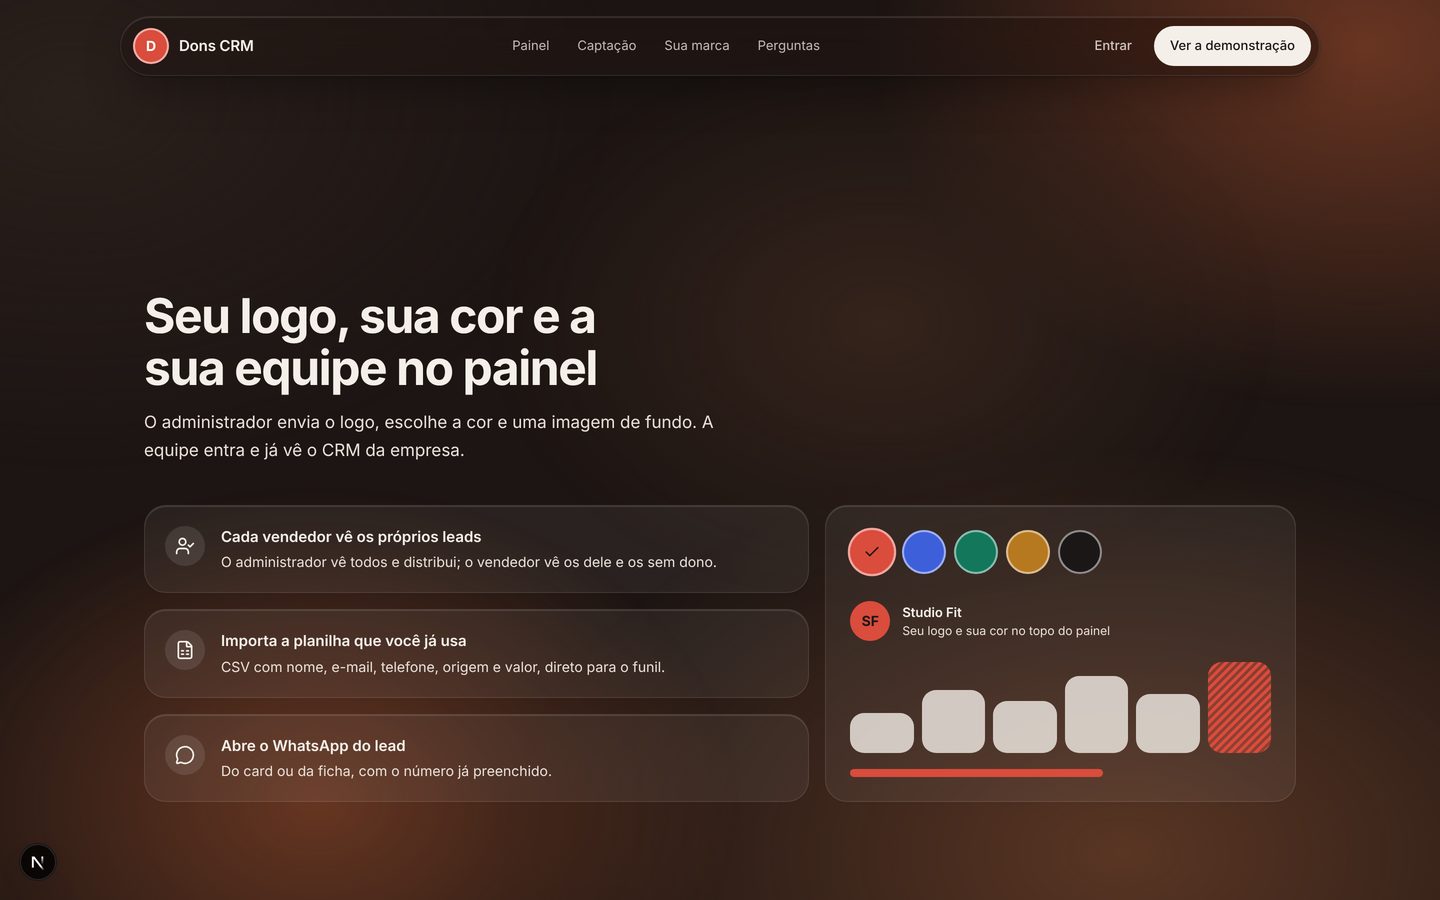 D
Dons CRM
Painel
Captação
Sua marca
Perguntas
Entrar
Ver a demonstração
Seu logo, sua cor e a
sua equipe no painel
O administrador envia o logo, escolhe a cor e uma imagem de fundo. A
equipe entra e já vê o CRM da empresa.
Cada vendedor vê os próprios leads
O administrador vê todos e distribui; o vendedor vê os dele e os sem dono.
Importa a planilha que você já usa
CSV com nome, e-mail, telefone, origem e valor, direto para o funil.
Abre o WhatsApp do lead
Do card ou da ficha, com o número já preenchido.
SF
Studio Fit
Seu logo e sua cor no topo do painel
N